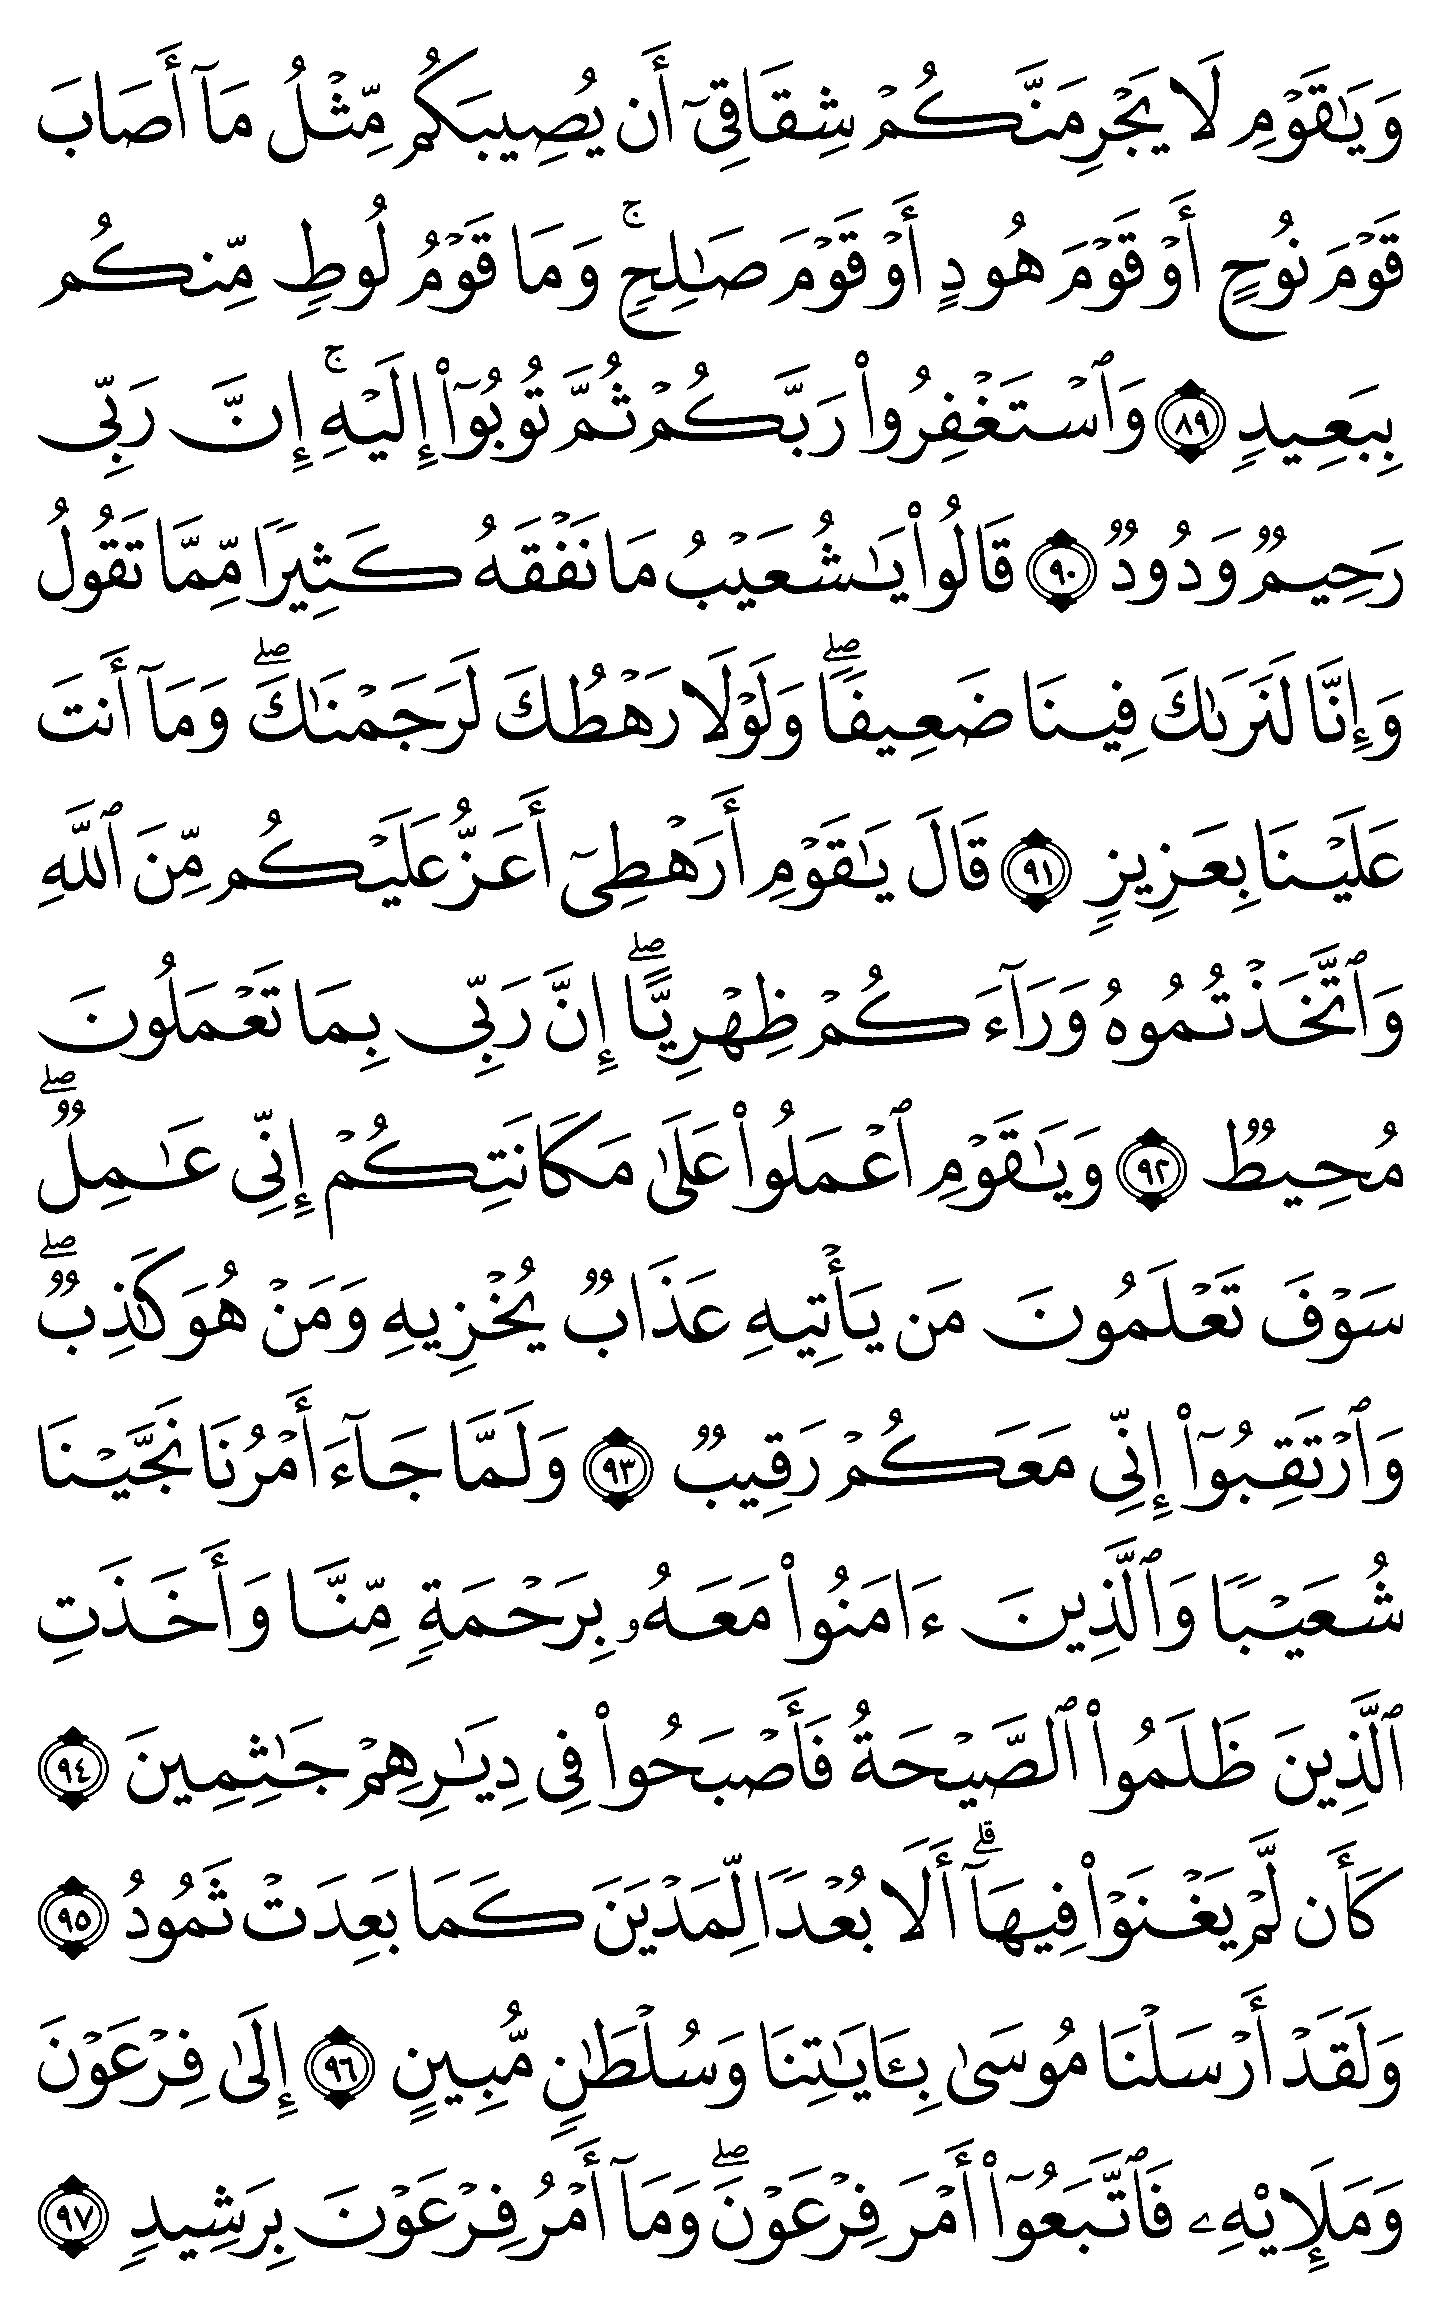 وَيَٰقَوۡمِ لَا يَجۡرِمَنَّكُمۡ شِقَاقِيٓ أَن يُصِيبَكُم مِّثۡلُ مَآ أَصَابَ
قَوۡمَ نُوحٍ أَوۡ قَوۡمَ هُودٍ أَوۡ قَوۡمَ صَٰلِحٖۚ وَمَا قَوۡمُ لُوطٖ مِّنكُم
بِبَعِيدٖ ٨٩ وَٱسۡتَغۡفِرُواْ رَبَّكُمۡ ثُمَّ تُوبُوٓاْ إِلَيۡهِۚ إِنَّ رَبِّي
رَحِيمٞ وَدُودٞ ٩٠ قَالُواْ يَٰشُعَيۡبُ مَا نَفۡقَهُ كَثِيرٗا مِّمَّا تَقُولُ
وَإِنَّا لَنَرَىٰكَ فِينَا ضَعِيفٗاۖ وَلَوۡلَا رَهۡطُكَ لَرَجَمۡنَٰكَۖ وَمَآ أَنتَ
عَلَيۡنَا بِعَزِيزٖ ٩١ قَالَ يَٰقَوۡمِ أَرَهۡطِيٓ أَعَزُّ عَلَيۡكُم مِّنَ ٱللَّهِ
وَٱتَّخَذۡتُمُوهُ وَرَآءَكُمۡ ظِهۡرِيًّاۖ إِنَّ رَبِّي بِمَا تَعۡمَلُونَ
مُحِيطٞ ٩٢ وَيَٰقَوۡمِ ٱعۡمَلُواْ عَلَىٰ مَكَانَتِكُمۡ إِنِّي عَٰمِلٞۖ
سَوۡفَ تَعۡلَمُونَ مَن يَأۡتِيهِ عَذَابٞ يُخۡزِيهِ وَمَنۡ هُوَ كَٰذِبٞۖ
وَٱرۡتَقِبُوٓاْ إِنِّي مَعَكُمۡ رَقِيبٞ ٩٣ وَلَمَّا جَآءَ أَمۡرُنَا نَجَّيۡنَا
شُعَيۡبٗا وَٱلَّذِينَ ءَامَنُواْ مَعَهُۥ بِرَحۡمَةٖ مِّنَّا وَأَخَذَتِ
ٱلَّذِينَ ظَلَمُواْ ٱلصَّيۡحَةُ فَأَصۡبَحُواْ فِي دِيَٰرِهِمۡ جَٰثِمِينَ ٩٤
كَأَن لَّمۡ يَغۡنَوۡاْ فِيهَآۗ أَلَا بُعۡدٗا لِّمَدۡيَنَ كَمَا بَعِدَتۡ ثَمُودُ ٩٥
وَلَقَدۡ أَرۡسَلۡنَا مُوسَىٰ بِـَٔايَٰتِنَا وَسُلۡطَٰنٖ مُّبِينٍ ٩٦ إِلَىٰ فِرۡعَوۡنَ
وَمَلَإِيْهِۦ فَٱتَّبَعُوٓاْ أَمۡرَ فِرۡعَوۡنَۖ وَمَآ أَمۡرُ فِرۡعَوۡنَ بِرَشِيدٖ ٩٧